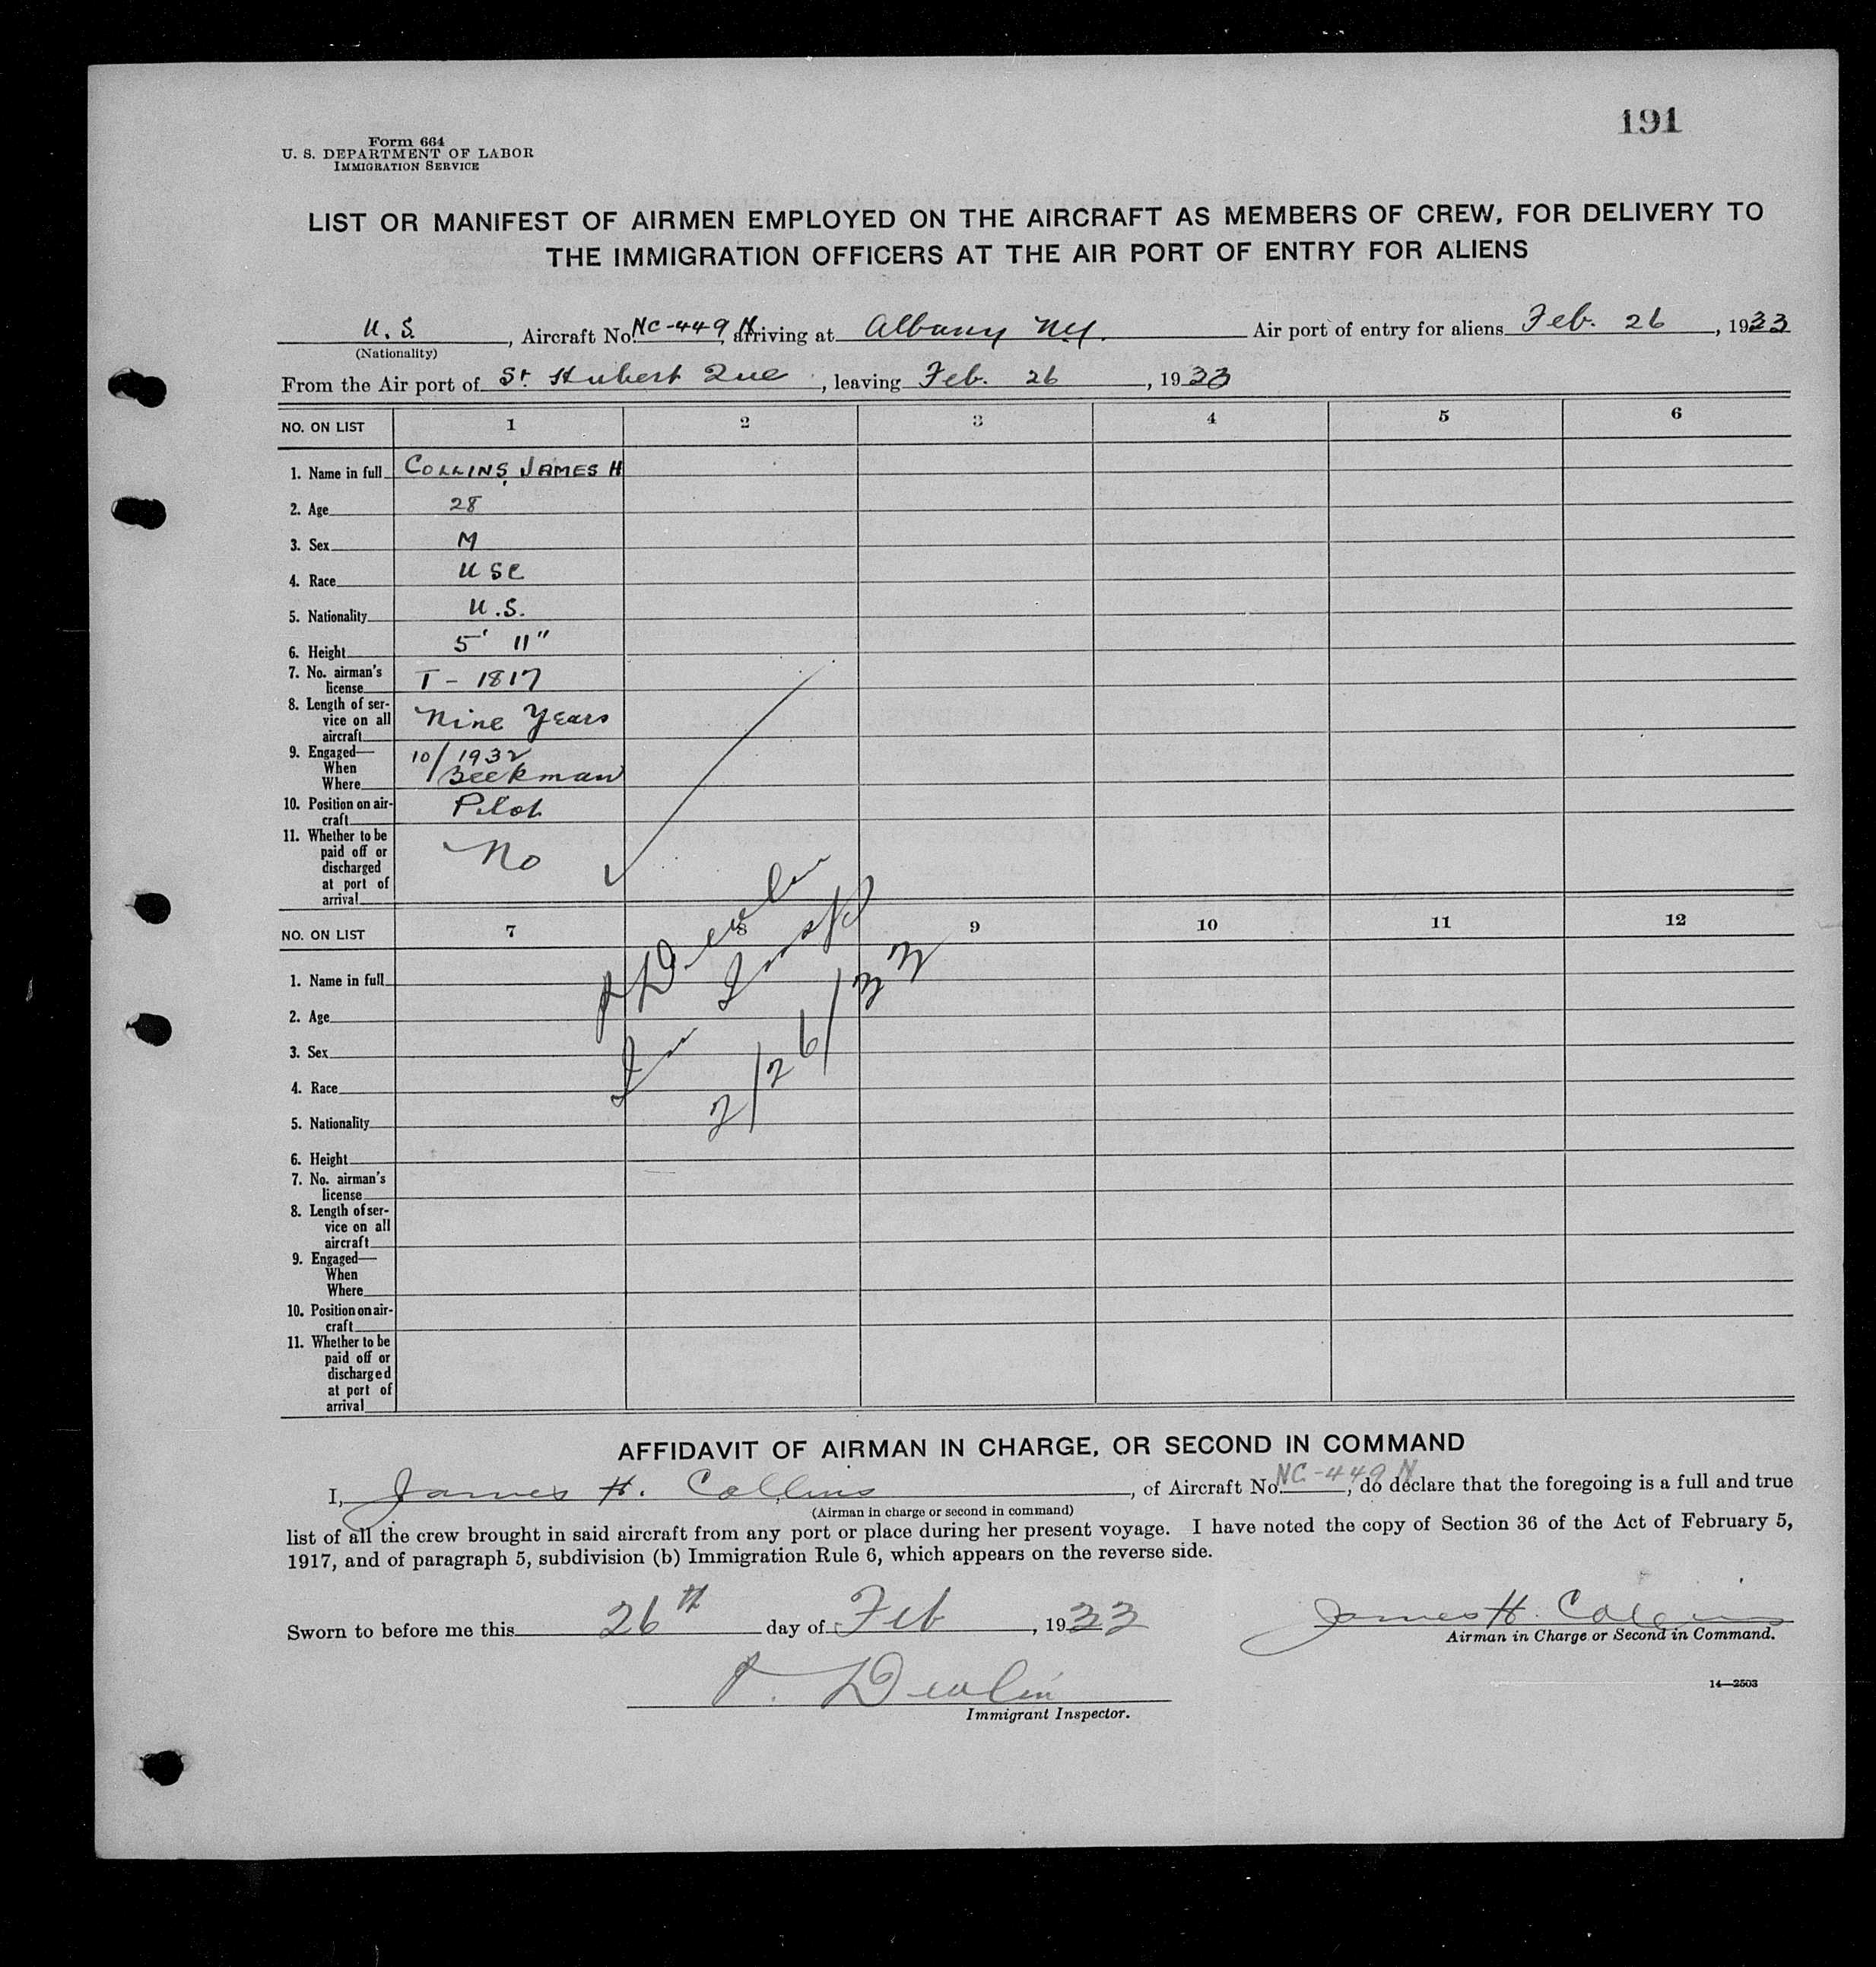 191
Form 664
U. S. DEPARTMENT OF LABOR
IMMIGRATION SERVICE
LIST OR MANIFEST OF AIRMEN EMPLOYED ON THE AIRCRAFT AS MEMBERS OF CREW, FOR DELIVERY TO
THE IMMIGRATION OFFICERS AT THE AIR PORT OF ENTRY FOR ALIENS
U. S. , Aircraft No. NC-449 N, arriving at Albany N.Y. Air port of entry for aliens Feb. 26, 1933
(Nationality)
From the Air port of St Hubert Que, leaving Feb. 26, 1933
NO. ON LIST 1 2 3 4 5 6
1. Name in full COLLINS, JAMES H
2. Age 28
3. Sex M
4. Race USC
5. Nationality U.S.
6. Height 5' 11"
7. No. airman's
license T - 1817
8. Length of ser-
vice on all
aircraft Nine Years
9. Engaged—
When 10/1932
Where Beekman
10. Position on air-
craft Pilot
11. Whether to be
paid off or
discharged
at port of
arrival No
P Devlin
Im Inspt
2/26/33
NO. ON LIST 7 8 9 10 11 12
1. Name in full
2. Age
3. Sex
4. Race
5. Nationality
6. Height
7. No. airman's
license
8. Length of ser-
vice on all
aircraft
9. Engaged—
When
Where
10. Position on air-
craft
11. Whether to be
paid off or
discharged
at port of
arrival
AFFIDAVIT OF AIRMAN IN CHARGE, OR SECOND IN COMMAND
I, James H. Collins, of Aircraft No. NC-449 N, do declare that the foregoing is a full and true
(Airman in charge or second in command)
list of all the crew brought in said aircraft from any port or place during her present voyage. I have noted the copy of Section 36 of the Act of February 5,
1917, and of paragraph 5, subdivision (b) Immigration Rule 6, which appears on the reverse side.
Sworn to before me this 26th day of Feb, 1933 James H. Collins
Airman in Charge or Second in Command.
P. Devlin
Immigrant Inspector.
14—2503